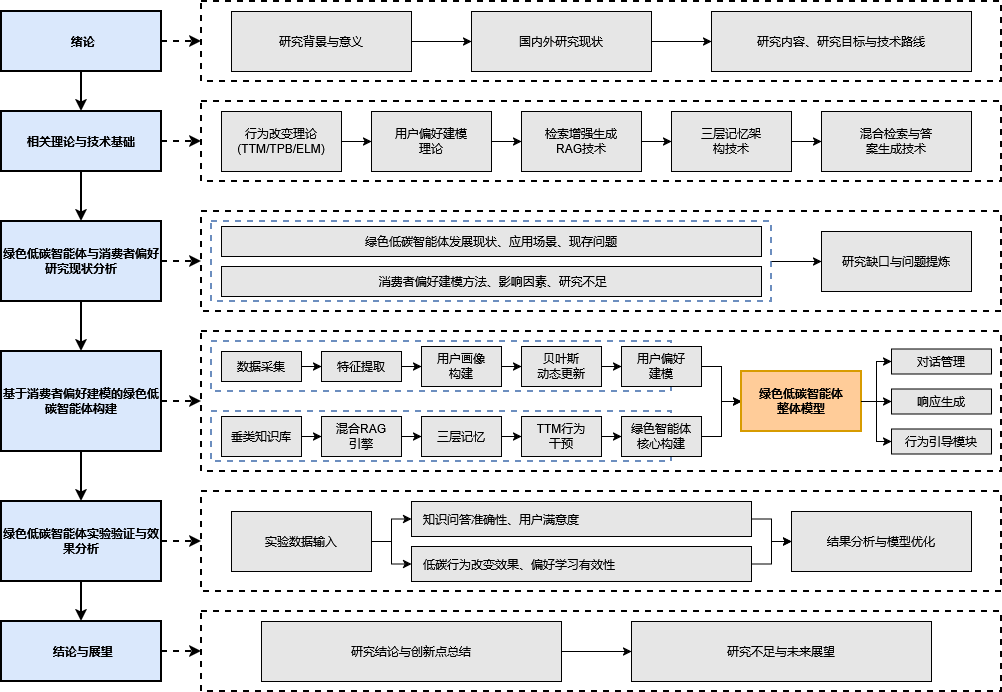 绪论
研究背景与意义
国内外研究现状
研究内容、研究目标与技术路线
相关理论与技术基础
行为改变理论
(TTM/TPB/ELM)
用户偏好建模
理论
检索增强生成
RAG技术
三层记忆架
构技术
混合检索与答
案生成技术
绿色低碳智能体与消费者偏好
研究现状分析
绿色低碳智能体发展现状、应用场景、现存问题
消费者偏好建模方法、影响因素、研究不足
研究缺口与问题提炼
基于消费者偏好建模的绿色低
碳智能体构建
数据采集
特征提取
用户画像
构建
贝叶斯
动态更新
用户偏好
建模
垂类知识库
混合RAG
引擎
三层记忆
TTM行为
干预
绿色智能体
核心构建
绿色低碳智能体
整体模型
对话管理
响应生成
行为引导模块
绿色低碳智能体实验验证与效
果分析
实验数据输入
知识问答准确性、用户满意度
低碳行为改变效果、偏好学习有效性
结果分析与模型优化
结论与展望
研究结论与创新点总结
研究不足与未来展望